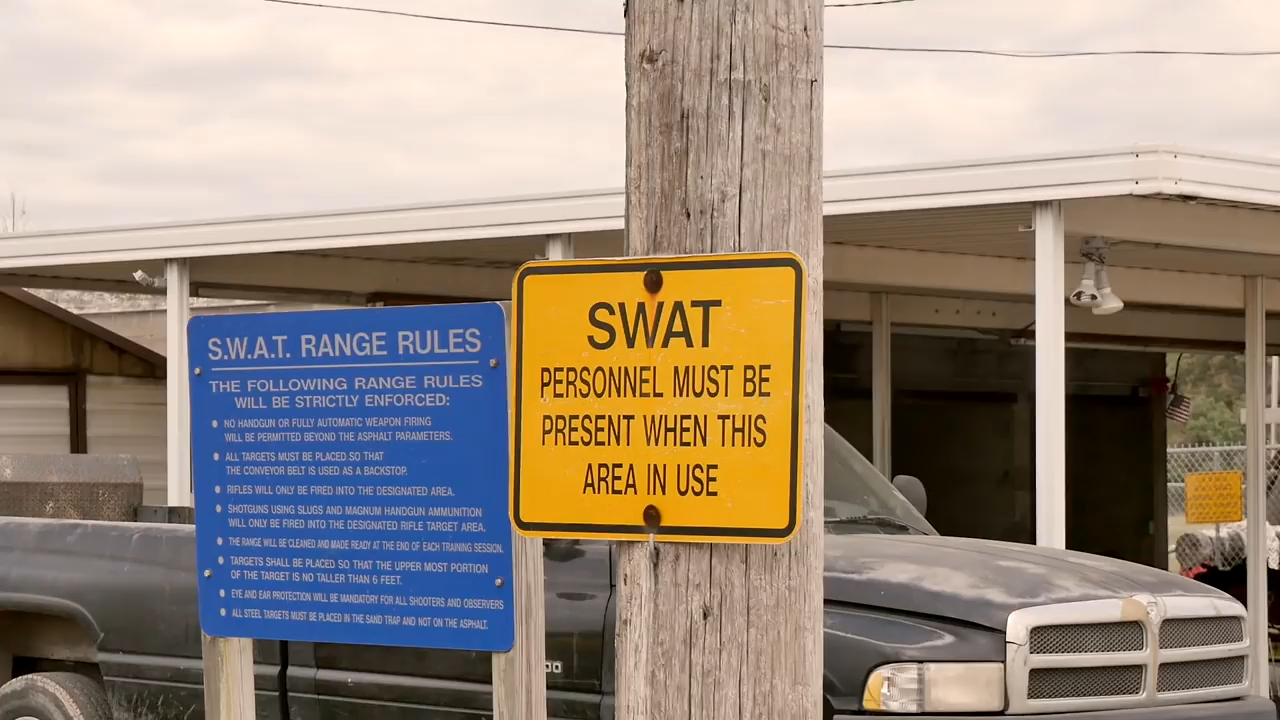 S.W.A.T. RANGE RULES
THE FOLLOWING RANGE RULES
WILL BE STRICTLY ENFORCED:
NO HANDGUN OR FULLY AUTOMATIC WEAPON FIRING
WILL BE PERMITTED BEYOND THE ASPHALT PARAMETERS.
ALL TARGETS MUST BE PLACED SO THAT
THE CONVEYOR BELT IS USED AS A BACKSTOP.
RIFLES WILL ONLY BE FIRED INTO THE DESIGNATED AREA.
SHOTGUNS USING SLUGS AND MAGNUM HANDGUN AMMUNITION
WILL ONLY BE FIRED INTO THE DESIGNATED RIFLE TARGET AREA.
THE RANGE WILL BE CLEANED AND MADE READY AT THE END OF EACH TRAINING SESSION.
TARGETS SHALL BE PLACED SO THAT THE UPPER MOST PORTION
OF THE TARGET IS NO TALLER THAN 6 FEET.
EYE AND EAR PROTECTION WILL BE MANDATORY FOR ALL SHOOTERS AND OBSERVERS
ALL STEEL TARGETS MUST BE PLACED IN THE SAND TRAP AND NOT ON THE ASPHALT.
SWAT
PERSONNEL MUST BE
PRESENT WHEN THIS
AREA IN USE